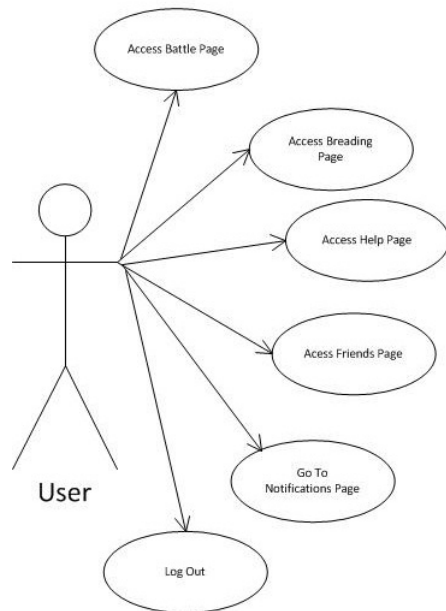 Access Battle Page
Access Breading
Page
Access Help Page
Acess Friends Page
Go To
Notifications Page
User
Log Out